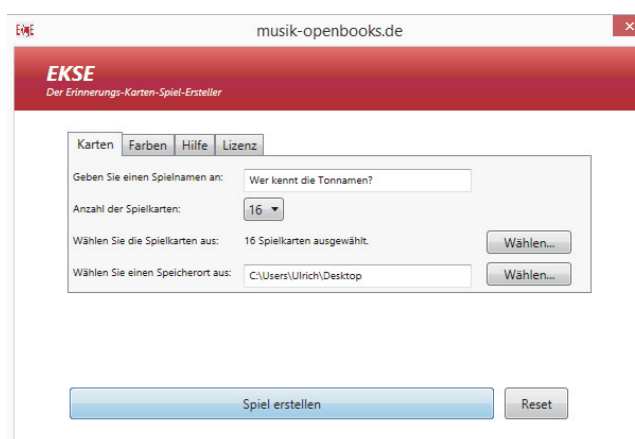 musik-openbooks.de
EKSE
Der Erinnerungs-Karten-Spiel-Ersteller
Karten Farben Hilfe Lizenz
Geben Sie einen Spielnamen an: Wer kennt die Tonnamen?
Anzahl der Spielkarten: 16
Wählen Sie die Spielkarten aus: 16 Spielkarten ausgewählt. Wählen...
Wählen Sie einen Speicherort aus: C:\Users\Ulrich\Desktop Wählen...
Spiel erstellen Reset